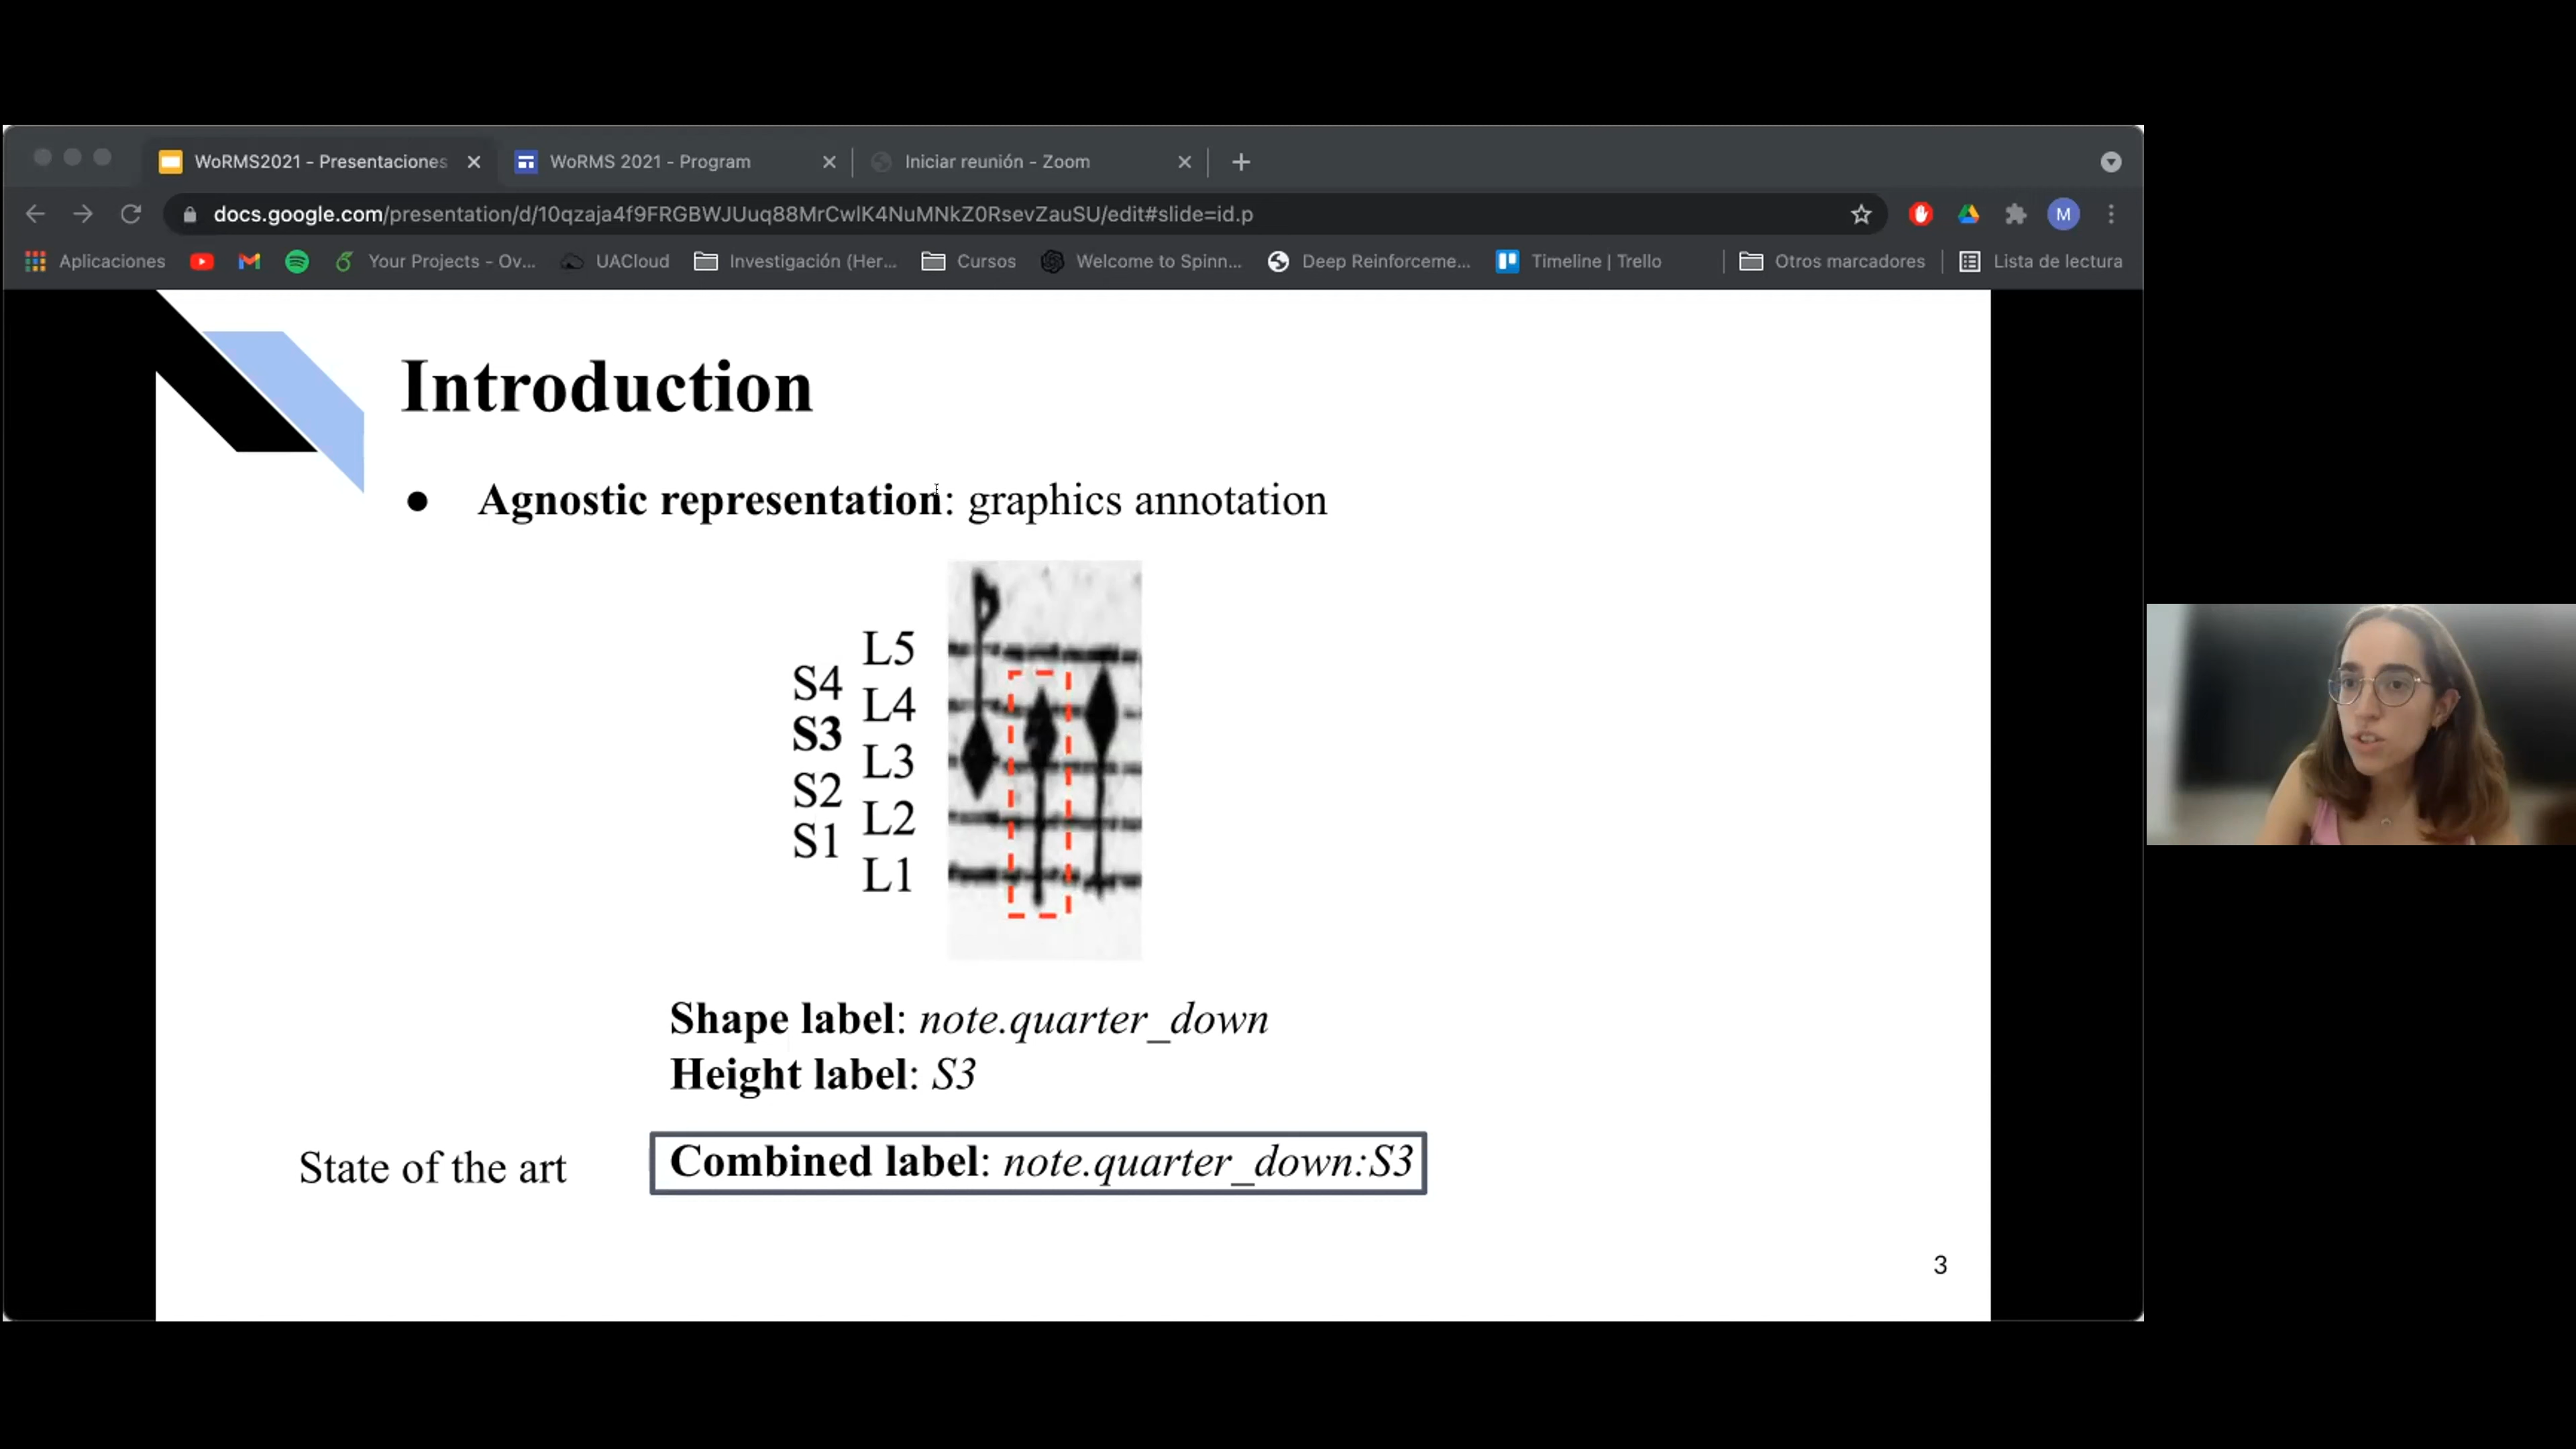 WoRMS2021 - Presentaciones
WoRMS 2021 - Program
Iniciar reunión - Zoom
docs.google.com/presentation/d/10qzaja4f9FRGBWJUuq88MrCwlK4NuMNkZ0RsevZauSU/edit#slide=id.p
M
Aplicaciones
Your Projects - Ov...
UACloud
Investigación (Her...
Cursos
Welcome to Spinn...
Deep Reinforceme...
Timeline | Trello
Otros marcadores
Lista de lectura
Introduction
● Agnostic representation: graphics annotation
L5
S4
L4
S3
L3
S2
L2
S1
L1
Shape label: note.quarter_down
Height label: S3
State of the art
Combined label: note.quarter_down:S3
3